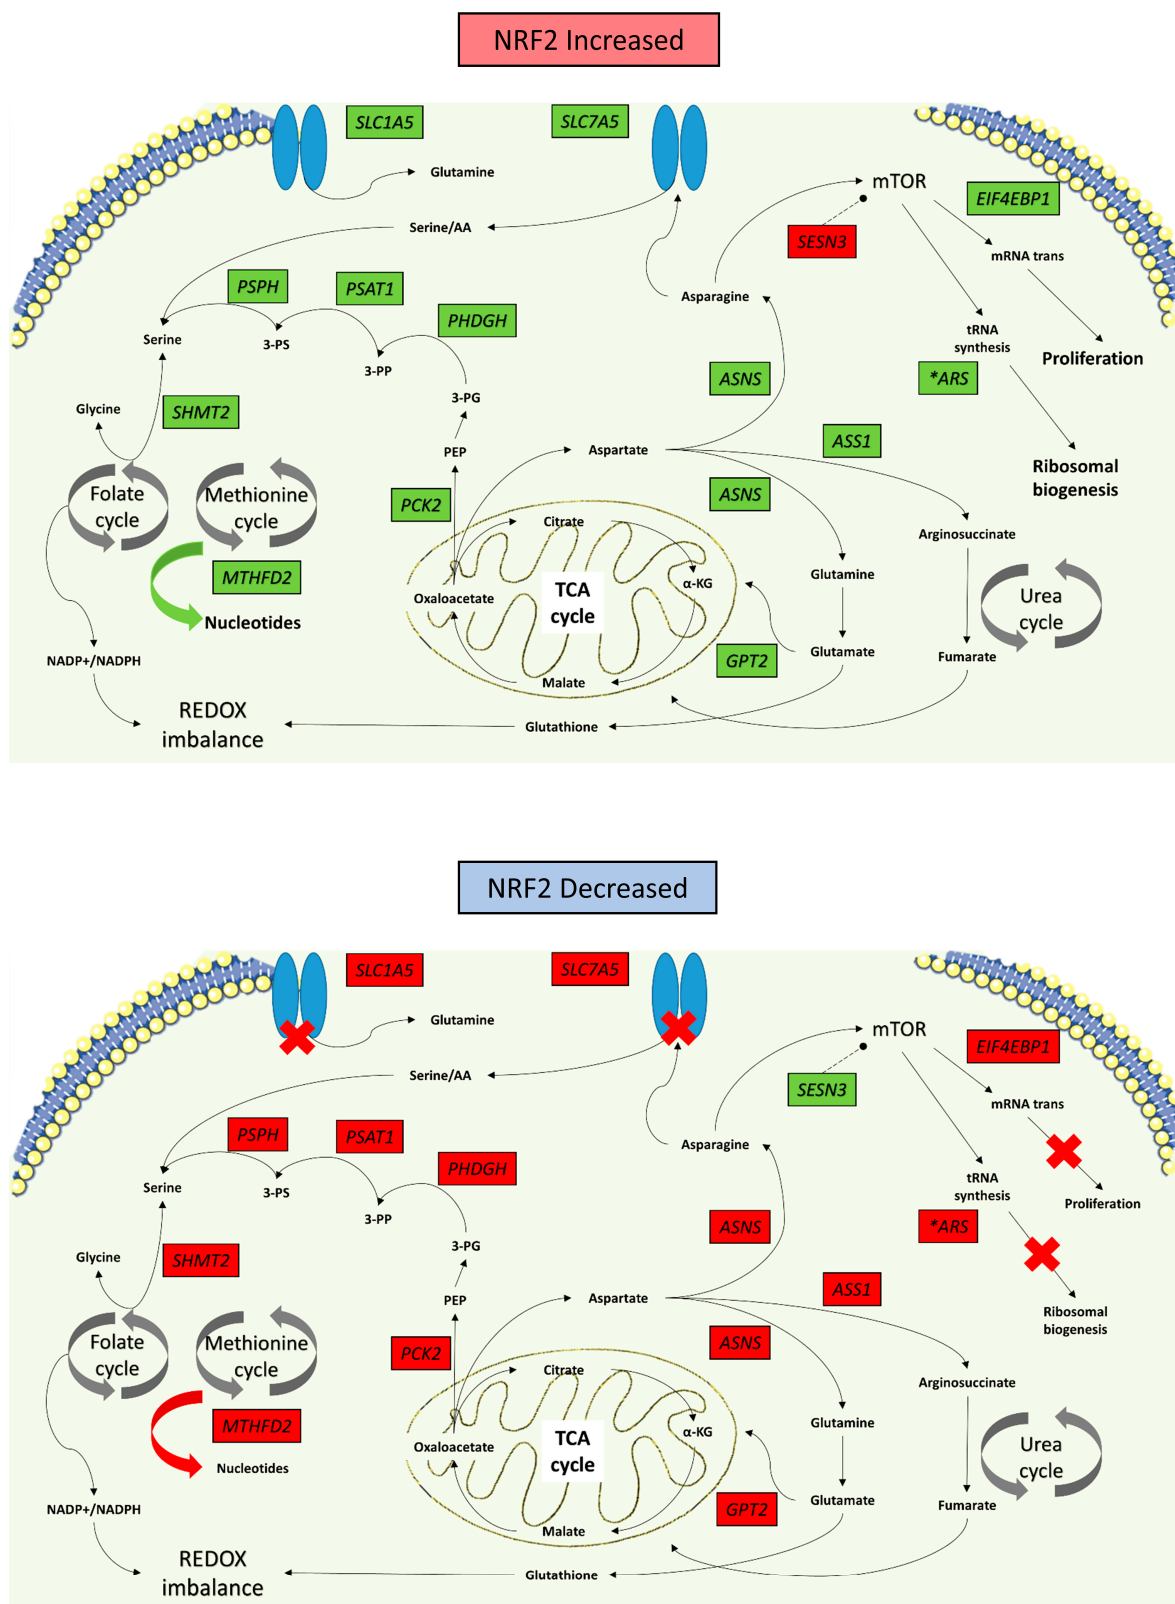 NRF2 Increased
SLC1A5
SLC7A5
Glutamine
mTOR
EIF4EBP1
Serine/AA
SESN3
mRNA trans
PSPH
PSAT1
Asparagine
PHDGH
Serine
3-PS
tRNA
synthesis
Proliferation
3-PP
ASNS
*ARS
3-PG
Glycine
SHMT2
ASS1
PEP
Aspartate
Ribosomal
biogenesis
Folate
cycle
Methionine
cycle
PCK2
ASNS
Citrate
Arginosuccinate
MTHFD2
Glutamine
α-KG
Oxaloacetate
TCA
cycle
Urea
cycle
Nucleotides
NADP+/NADPH
GPT2
Glutamate
Fumarate
Malate
REDOX
imbalance
Glutathione
NRF2 Decreased
SLC1A5
SLC7A5
Glutamine
mTOR
EIF4EBP1
Serine/AA
SESN3
mRNA trans
PSPH
PSAT1
Asparagine
PHDGH
Serine
3-PS
tRNA
synthesis
Proliferation
3-PP
ASNS
*ARS
3-PG
Glycine
SHMT2
ASS1
PEP
Aspartate
Ribosomal
biogenesis
Folate
cycle
Methionine
cycle
PCK2
ASNS
Citrate
Arginosuccinate
MTHFD2
Glutamine
α-KG
Oxaloacetate
TCA
cycle
Urea
cycle
Nucleotides
NADP+/NADPH
GPT2
Glutamate
Fumarate
Malate
REDOX
imbalance
Glutathione